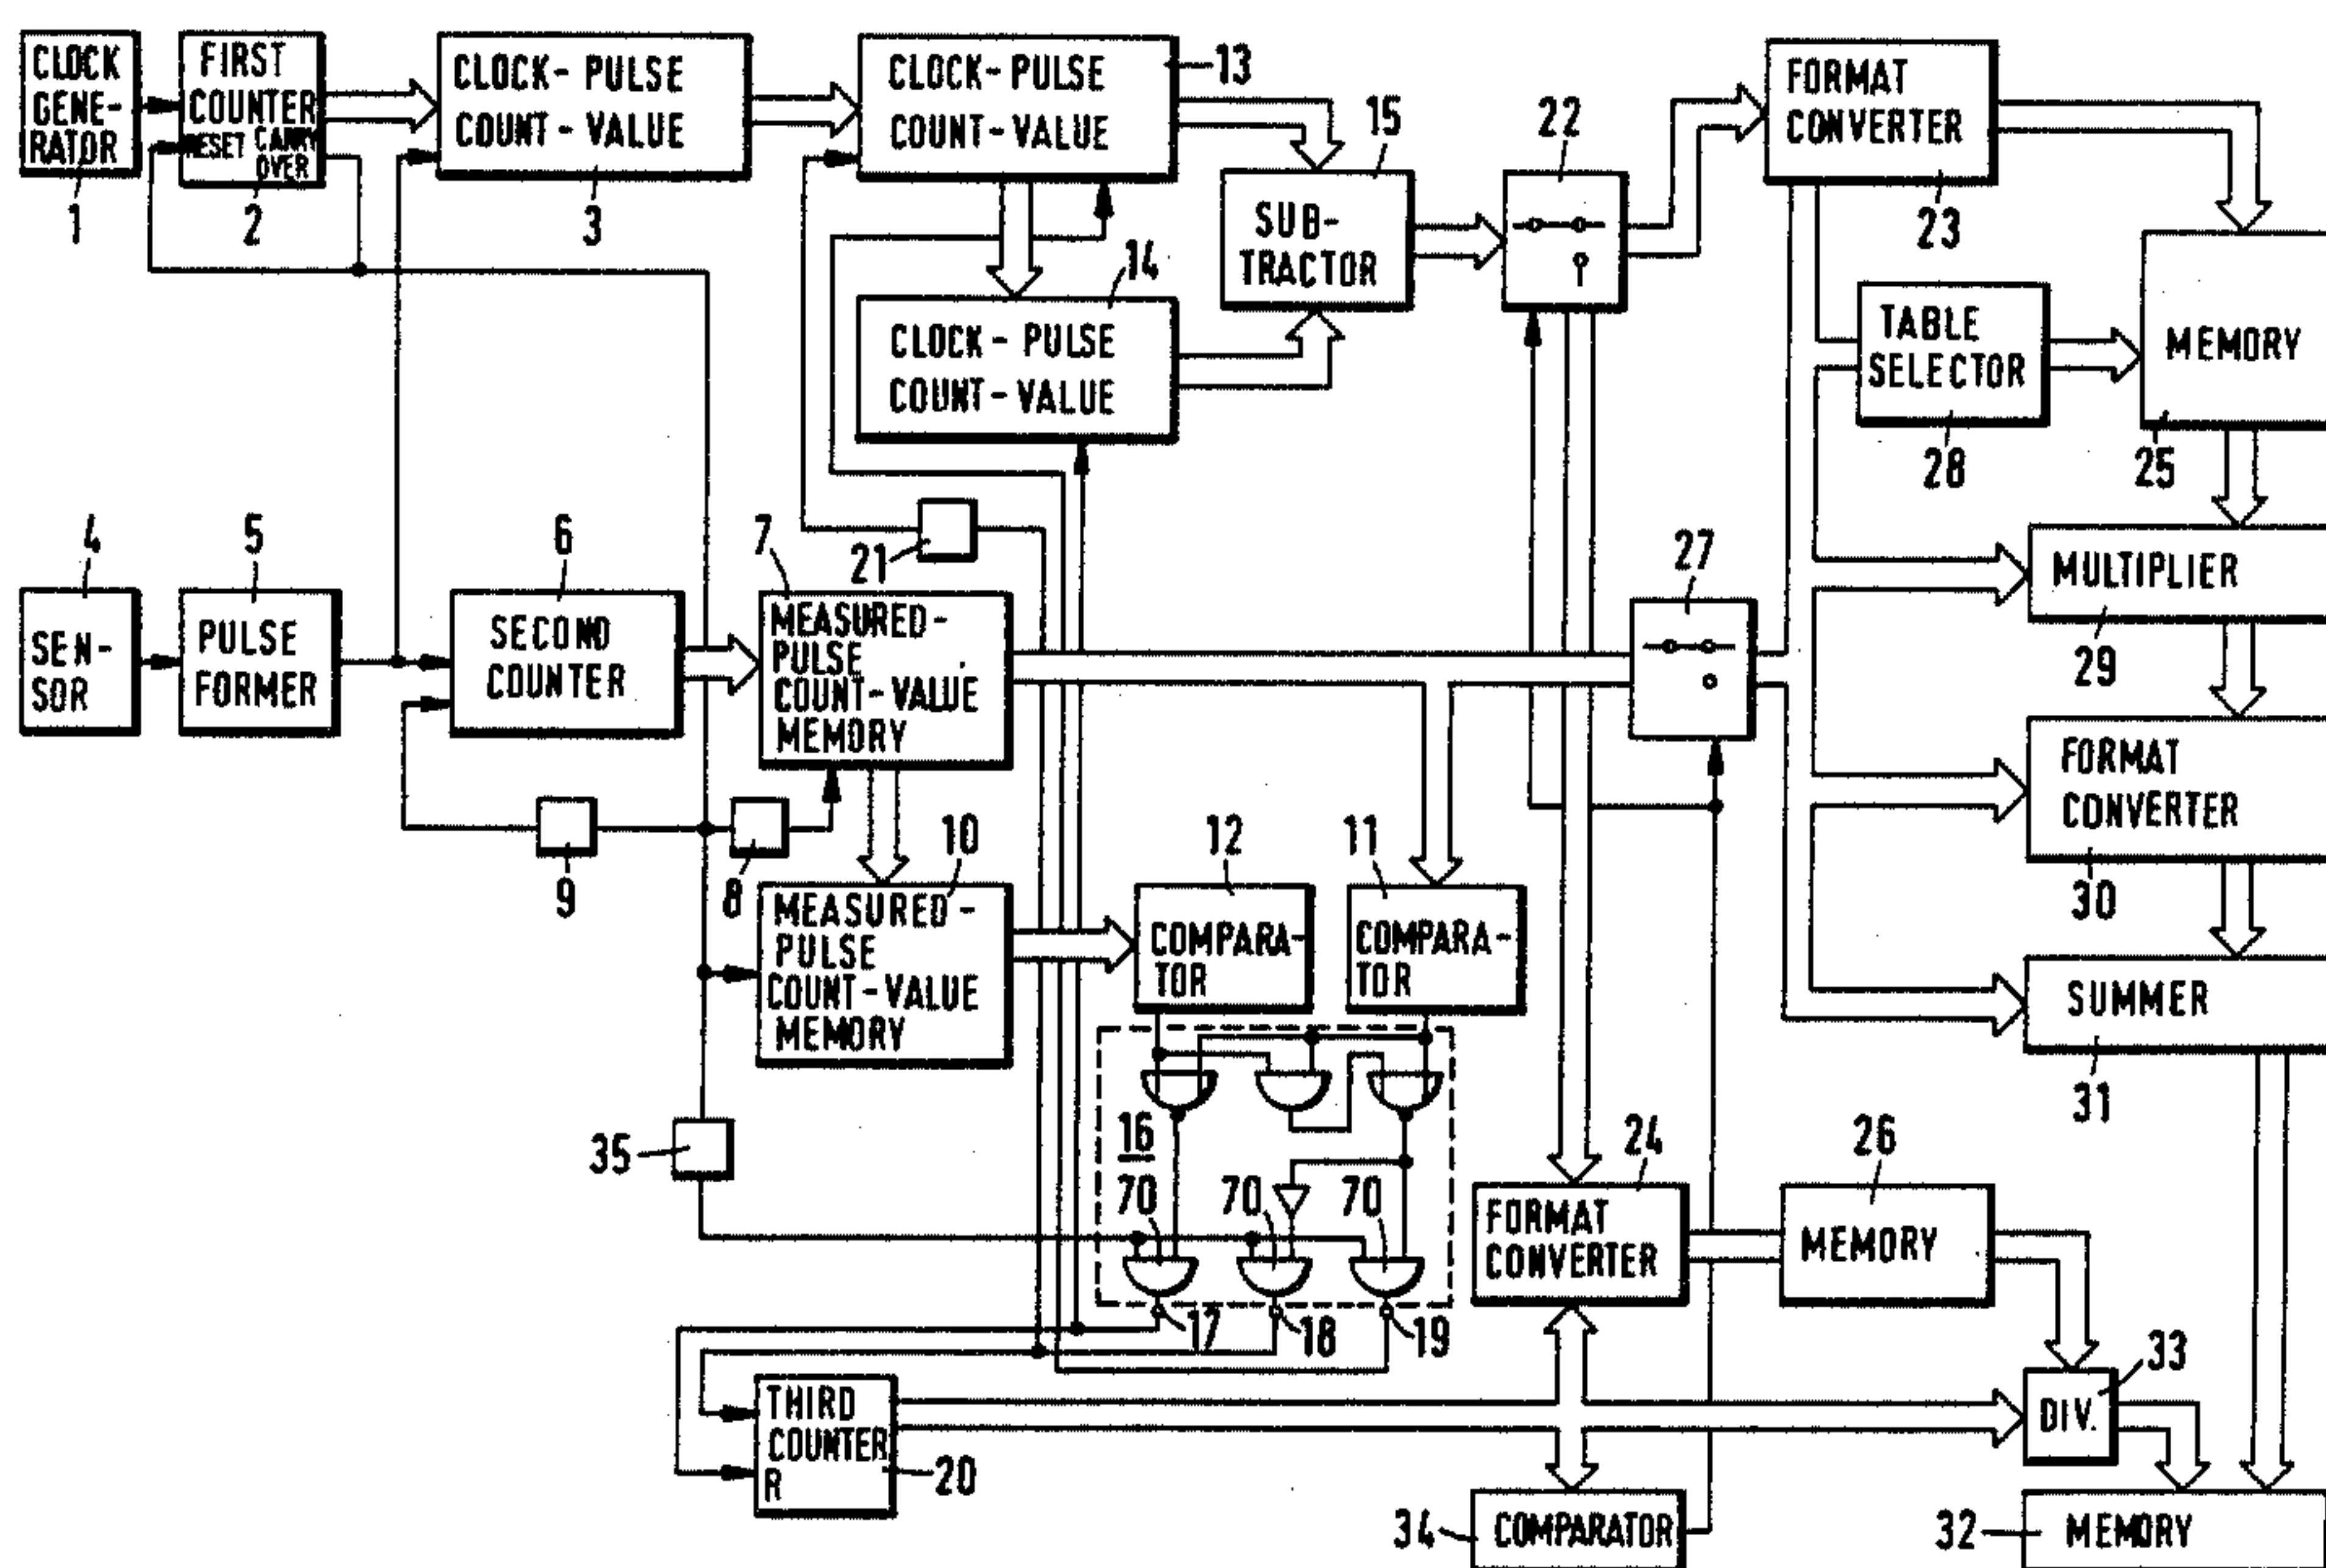 CLOCK
GENE-
RATOR
1
FIRST
COUNTER
RESET CARRY
OVER
2
CLOCK-PULSE
COUNT-VALUE
3
CLOCK-PULSE
COUNT-VALUE
13
CLOCK-PULSE
COUNT-VALUE
14
15
SUB-
TRACTOR
22
FORMAT
CONVERTER
23
TABLE
SELECTOR
28
MEMORY
25
4
SEN-
SOR
5
PULSE
FORMER
6
SECOND
COUNTER
7
MEASURED-
PULSE
COUNT-VALUE
MEMORY
21
27
MULTIPLIER
29
FORMAT
CONVERTER
30
9
8
10
MEASURED-
PULSE
COUNT-VALUE
MEMORY
12
COMPARA-
TOR
11
COMPARA-
TOR
SUMMER
31
35
16
70
70
70
17
18
19
24
FORMAT
CONVERTER
26
MEMORY
33
DIV.
THIRD
COUNTER
R
20
34
COMPARATOR
32
MEMORY